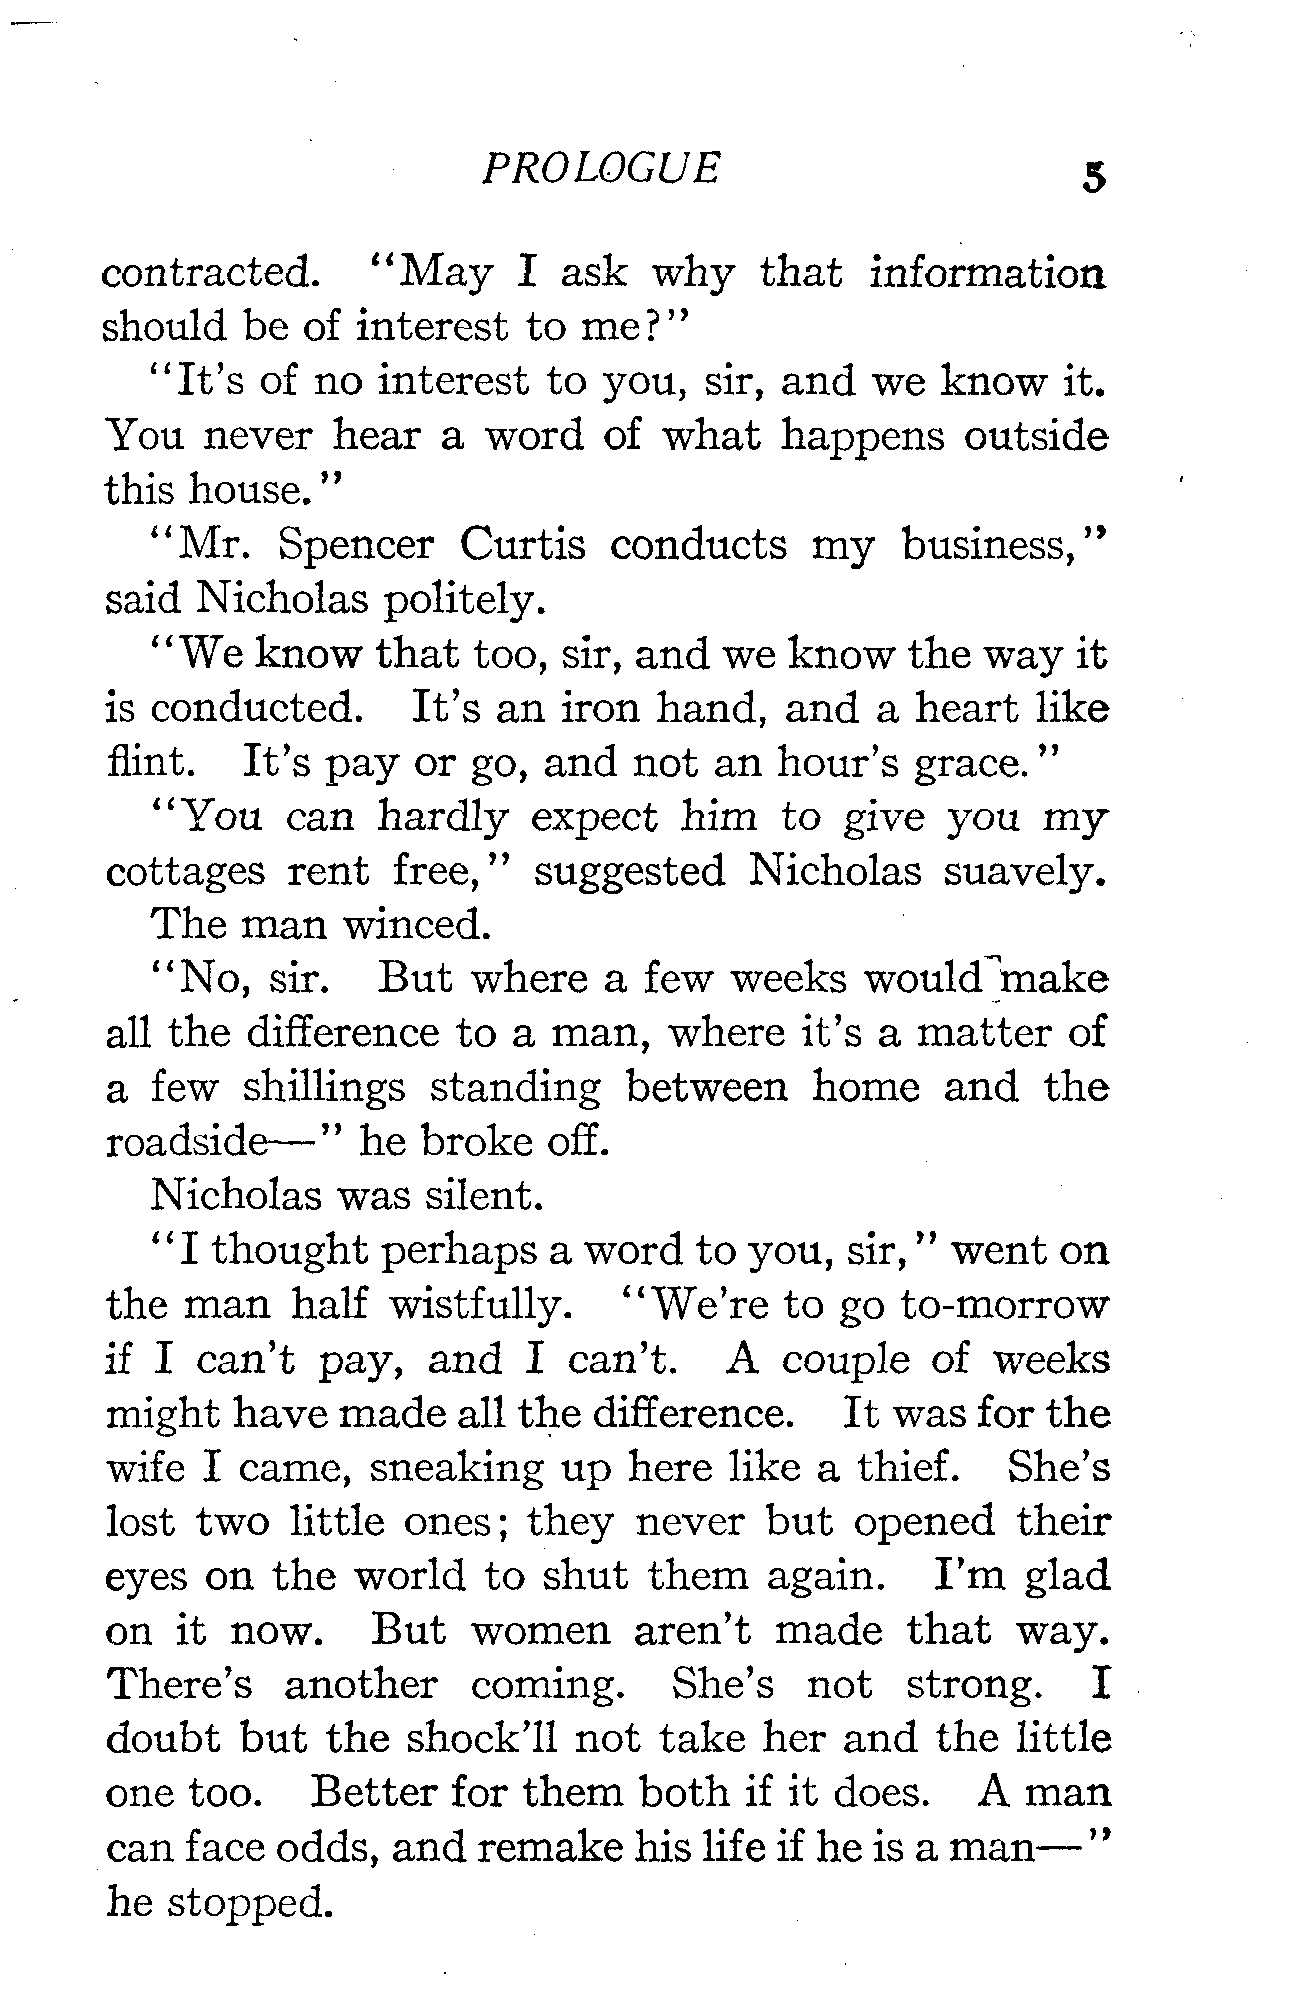 PROLOGUE 5
contracted. "May I ask why that information
should be of interest to me?"
"It's of no interest to you, sir, and we know it.
You never hear a word of what happens outside
this house."
"Mr. Spencer Curtis conducts my business,"
said Nicholas politely.
"We know that too, sir, and we know the way it
is conducted. It's an iron hand, and a heart like
flint. It's pay or go, and not an hour's grace."
"You can hardly expect him to give you my
cottages rent free," suggested Nicholas suavely.
The man winced.
"No, sir. But where a few weeks would make
all the difference to a man, where it's a matter of
a few shillings standing between home and the
roadside—" he broke off.
Nicholas was silent.
"I thought perhaps a word to you, sir," went on
the man half wistfully. "We're to go to-morrow
if I can't pay, and I can't. A couple of weeks
might have made all the difference. It was for the
wife I came, sneaking up here like a thief. She's
lost two little ones; they never but opened their
eyes on the world to shut them again. I'm glad
on it now. But women aren't made that way.
There's another coming. She's not strong. I
doubt but the shock'll not take her and the little
one too. Better for them both if it does. A man
can face odds, and remake his life if he is a man—"
he stopped.